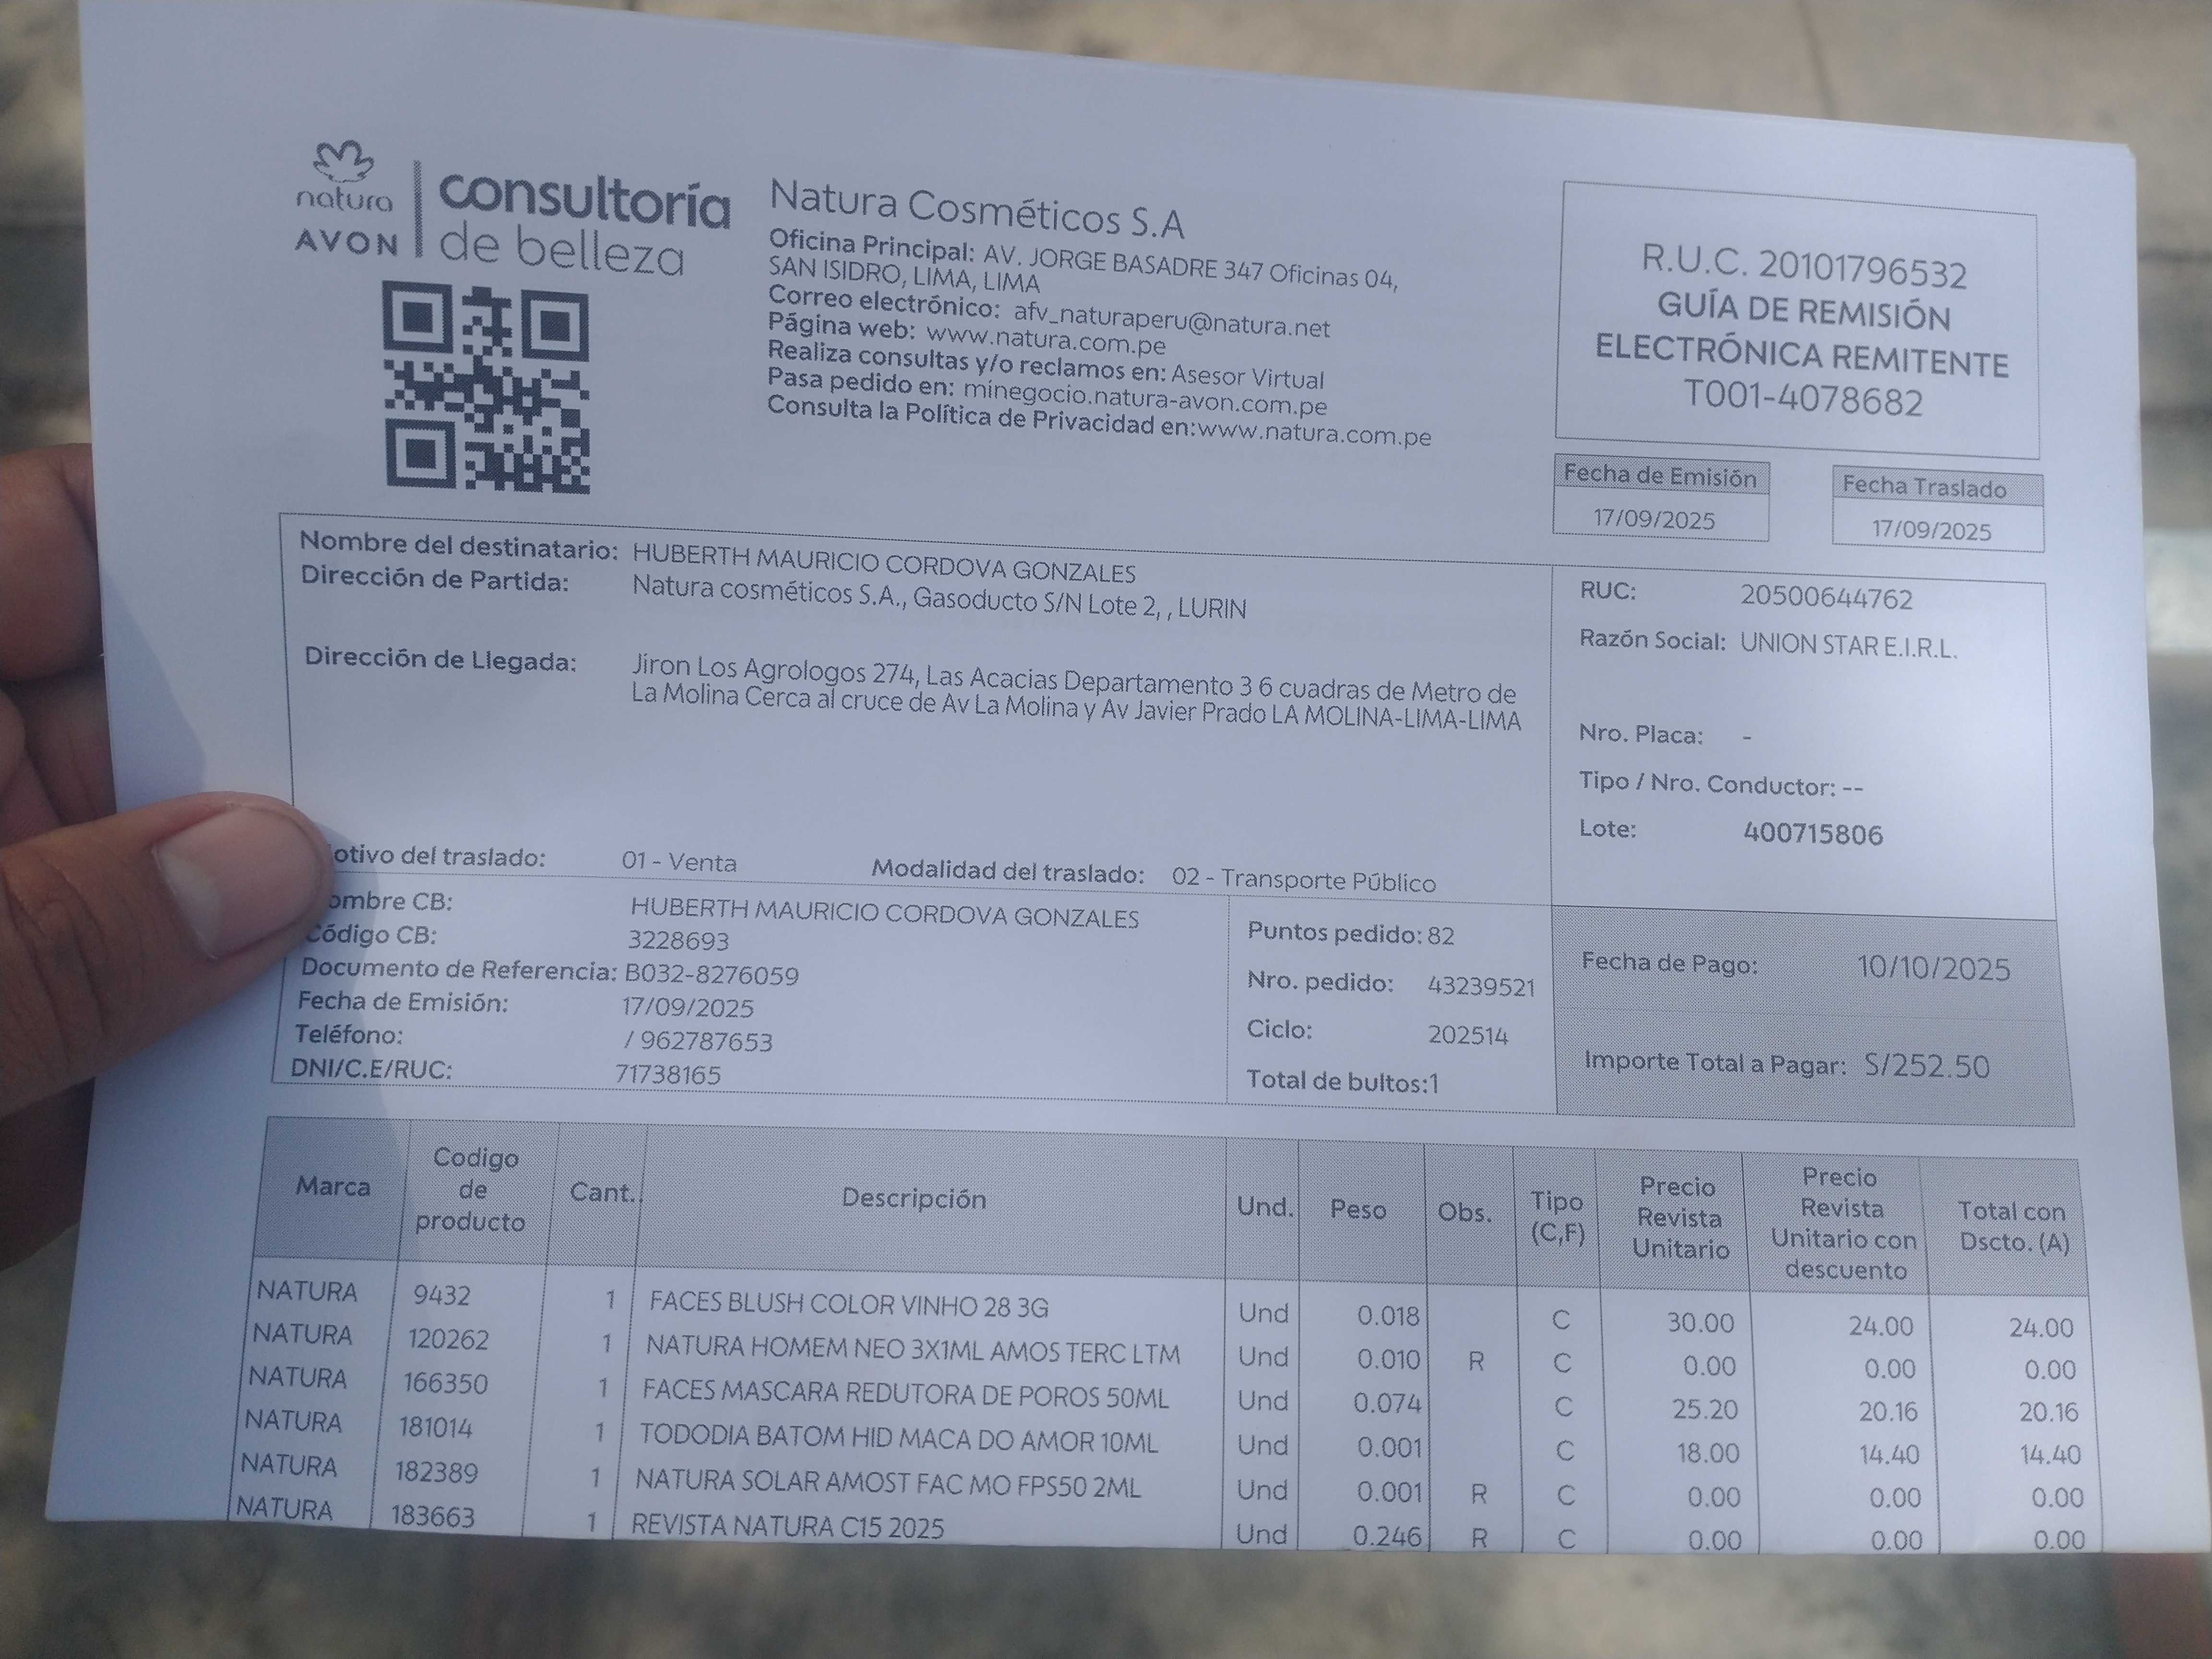 natura
AVON
consultoría
de belleza
Natura Cosméticos S.A
Oficina Principal: AV. JORGE BASADRE 347 Oficinas 04,
SAN ISIDRO, LIMA, LIMA
Correo electrónico: afv_naturaperu@natura.net
Página web: www.natura.com.pe
Realiza consultas y/o reclamos en: Asesor Virtual
Pasa pedido en: minegocio.natura-avon.com.pe
Consulta la Política de Privacidad en:www.natura.com.pe
R.U.C. 20101796532
GUÍA DE REMISIÓN
ELECTRÓNICA REMITENTE
T001-4078682
Fecha de Emisión
17/09/2025
Fecha Traslado
17/09/2025
Nombre del destinatario: HUBERTH MAURICIO CORDOVA GONZALES
Dirección de Partida: Natura cosméticos S.A., Gasoducto S/N Lote 2, , LURIN
Dirección de Llegada: Jiron Los Agrologos 274, Las Acacias Departamento 3 6 cuadras de Metro de
La Molina Cerca al cruce de Av La Molina y Av Javier Prado LA MOLINA-LIMA-LIMA
otivo del traslado: 01 - Venta Modalidad del traslado: 02 - Transporte Público
RUC: 20500644762
Razón Social: UNION STAR E.I.R.L.
Nro. Placa: -
Tipo / Nro. Conductor: --
Lote: 400715806
ombre CB: HUBERTH MAURICIO CORDOVA GONZALES
Código CB: 3228693
Documento de Referencia: B032-8276059
Fecha de Emisión: 17/09/2025
Teléfono: / 962787653
DNI/C.E/RUC: 71738165
Puntos pedido: 82
Nro. pedido: 43239521
Ciclo: 202514
Total de bultos:1
Fecha de Pago: 10/10/2025
Importe Total a Pagar: S/252.50
Marca
Codigo
de
producto
Cant.
Descripción
Und.
Peso
Obs.
Tipo
(C,F)
Precio
Revista
Unitario
Precio
Revista
Unitario con
descuento
Total con
Dscto. (A)
NATURA 9432 1 FACES BLUSH COLOR VINHO 28 3G Und 0.018 C 30.00 24.00 24.00
NATURA 120262 1 NATURA HOMEM NEO 3X1ML AMOS TERC LTM Und 0.010 R C 0.00 0.00 0.00
NATURA 166350 1 FACES MASCARA REDUTORA DE POROS 50ML Und 0.074 C 25.20 20.16 20.16
NATURA 181014 1 TODODIA BATOM HID MACA DO AMOR 10ML Und 0.001 C 18.00 14.40 14.40
NATURA 182389 1 NATURA SOLAR AMOST FAC MO FPS50 2ML Und 0.001 R C 0.00 0.00 0.00
NATURA 183663 1 REVISTA NATURA C15 2025 Und 0.246 R C 0.00 0.00 0.00